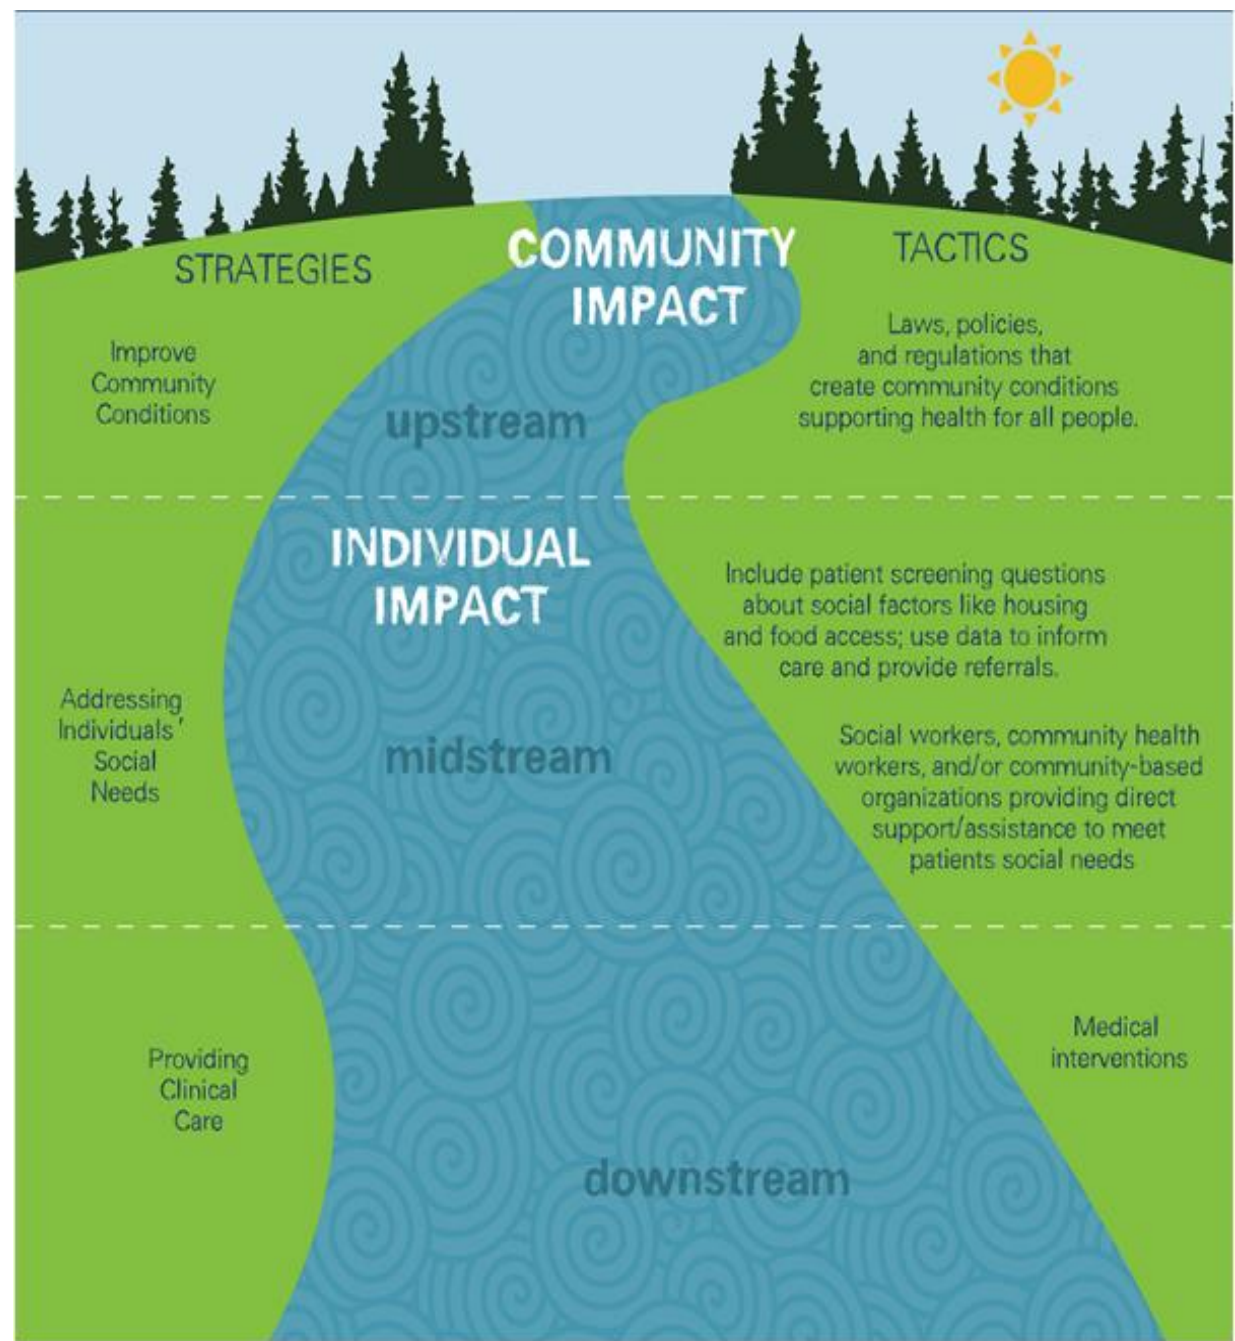 STRATEGIES
COMMUNITY
IMPACT
TACTICS
Improve
Community
Conditions
upstream
Laws, policies,
and regulations that
create community conditions
supporting health for all people.
INDIVIDUAL
IMPACT
Addressing
Individuals'
Social
Needs
midstream
Include patient screening questions
about social factors like housing
and food access; use data to inform
care and provide referrals.
Social workers, community health
workers, and/or community-based
organizations providing direct
support/assistance to meet
patients social needs
Providing
Clinical
Care
downstream
Medical
interventions